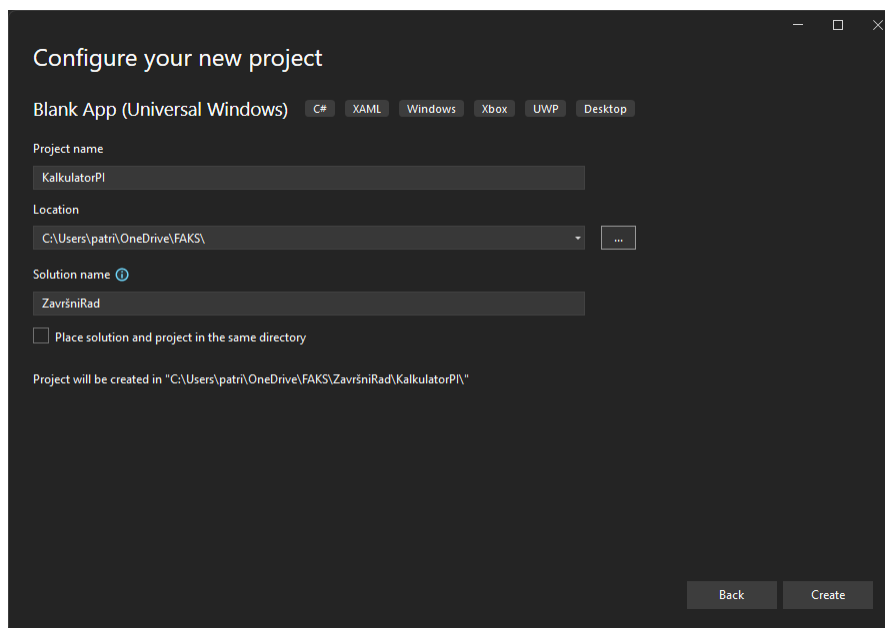 Configure your new project
Blank App (Universal Windows) C# XAML Windows Xbox UWP Desktop
Project name
KalkulatorPI
Location
C:\Users\patri\OneDrive\FAKS\
...
Solution name
ZavršniRad
Place solution and project in the same directory
Project will be created in "C:\Users\patri\OneDrive\FAKS\ZavršniRad\KalkulatorPI\"
Back Create